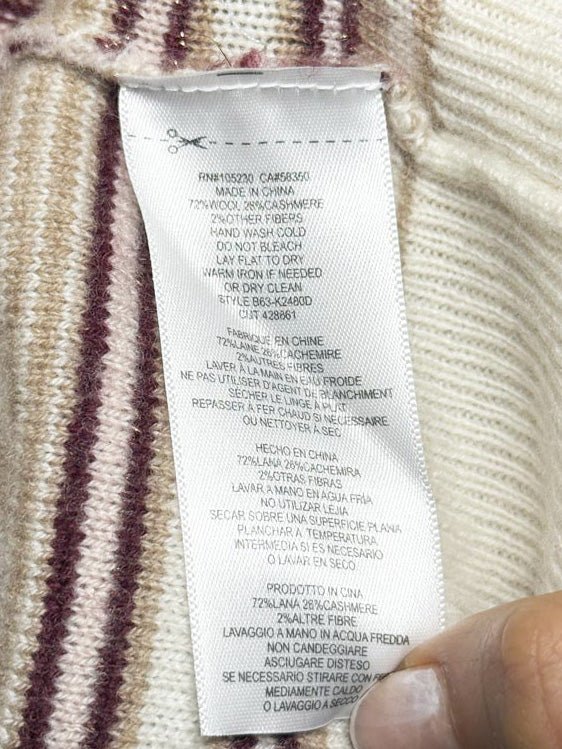 RN#105230 CA#58350
MADE IN CHINA
72%WOOL 26%CASHMERE
2%OTHER FIBERS
HAND WASH COLD
DO NOT BLEACH
LAY FLAT TO DRY
WARM IRON IF NEEDED
OR DRY CLEAN
STYLE B63-K2480D
CUT 428861
FABRIQUE EN CHINE
72%LAINE 26%CACHEMIRE
2%AUTRES FIBRES
LAVER À LA MAIN EN EAU FROIDE
NE PAS UTILISER D'AGENT DE BLANCHIMENT
SÉCHER LE LINGE À PLAT
REPASSER À FER CHAUD SI NÉCESSAIRE
OU NETTOYER À SEC
HECHO EN CHINA
72%LANA 26%CACHEMIRA
2%OTRAS FIBRAS
LAVAR A MANO EN AGUA FRÍA
NO UTILIZAR LEJIA
SECAR SOBRE UNA SUPERFICIE PLANA
PLANCHAR A TEMPERATURA
INTERMEDIA SI ES NECESARIO
O LAVAR EN SECO
PRODOTTO IN CINA
72%LANA 26%CASHMERE
2%ALTRE FIBRE
LAVAGGIO A MANO IN ACQUA FREDDA
NON CANDEGGIARE
ASCIUGARE DISTESO
SE NECESSARIO STIRARE CON
MEDIAMENTE CALDO
O LAVAGGIO A SECCO